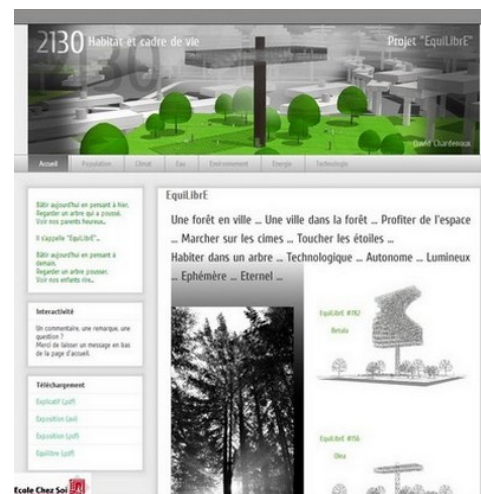 2130 Habitat et cadre de vie
Projet "EquiLibrE"
David Chardenoux
Accueil Population Climat Eau Environnement Energie Technologie
Bâtir aujourd'hui en pensant à hier.
Regarder un arbre qui a poussé.
Voir nos parents heureux...
Il s'appelle "EquiLibrE"...
Bâtir aujourd'hui en pensant à
demain.
Regarder un arbre pousser.
Voir nos enfants rire...
Interactivité
Un commentaire, une remarque, une
question ?
Merci de laisser un message en bas
de la page d'accueil.
Téléchargement
Explicatif (pdf)
Exposition (avi)
Exposition (pdf)
Equilibre (pdf)
EquiLibrE
Une forêt en ville ... Une ville dans la forêt ... Profiter de l'espace
... Marcher sur les cimes ... Toucher les étoiles ...
Habiter dans un arbre ... Technologique ... Autonome ... Lumineux
... Ephémère ... Eternel ...
EquiLibrE #782
Betula
EquiLibrE #156
Olea
Ecole Chez Soi